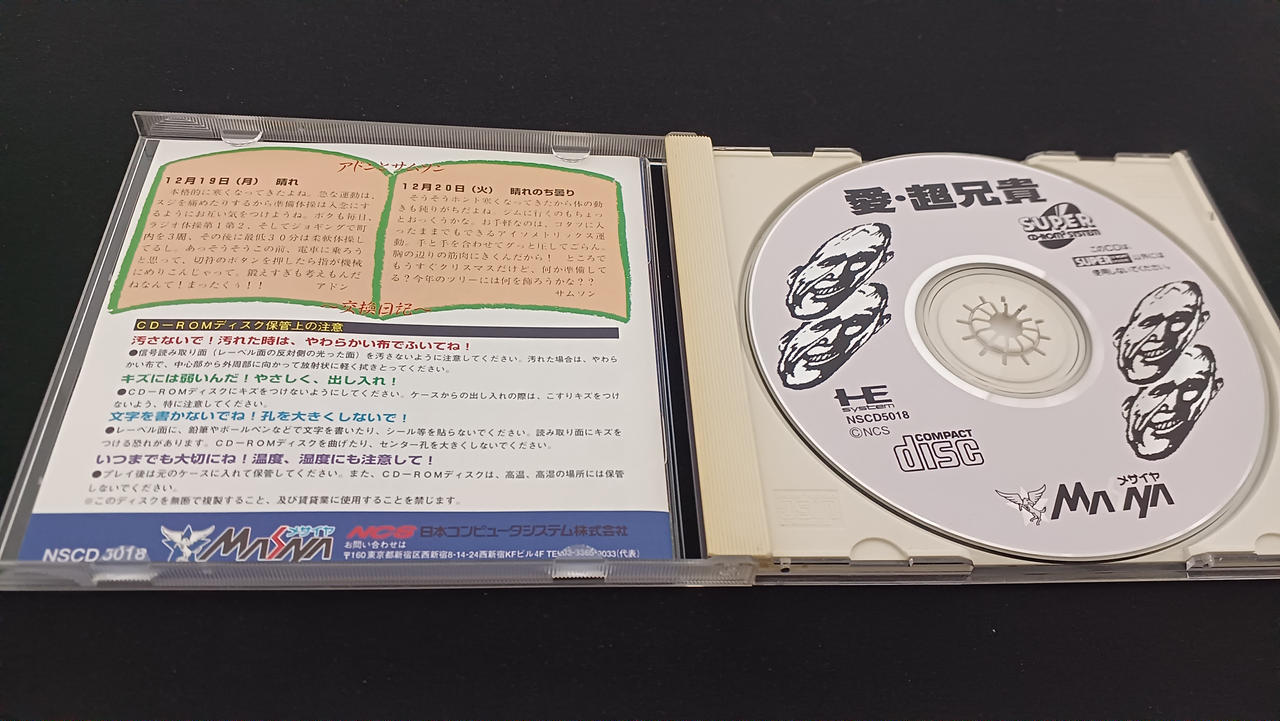 アドンとサムソン
12月19日(月) 晴れ
本格的に寒くなってきたよね。急な運動は、
スジを痛めたりするから準備体操は入念にす
るようにお互い気をつけようね。ボクも毎日、
ラジオ体操第1第2、そしてジョギングで町
内を3周、その後に最低30分は柔軟体操し
てるし。あっそうそうこの前、電車に乗ろう
と思って、切符のボタンを押したら指が機械
にめりこんじゃって。鍛えすぎも考えもんだ
ねなんて!まったくぅ!!
アドン
12月20日(火) 晴れのち曇り
そうそうホント寒くなってきたから体の動
きも鈍りがちだよね。ジムに行くのもちょっ
とおっくうかな。お手軽なのは、コタツに入
ったままでもできるアイソメトリックス運
動。手と手を合わせてグッと圧してごらん。
胸の辺りの筋肉にきくんだから! ところで
もうすぐクリスマスだけど、何か準備して
る?今年のツリーには何を飾ろうかな??
サムソン
〜交換日記〜
CD-ROMディスク保管上の注意
汚さないで!汚れた時は、やわらかい布でふいてね!
●信号読み取り面(レーベル面の反対側の光った面)を汚さないように注意してください。汚れた場合は、やわら
かい布で、中心部から外周部に向かって放射状に軽く拭きとってください。
キズには弱いんだ!やさしく、出し入れ!
●CD-ROMディスクにキズをつけないようにしてください。ケースからの出し入れの際は、こすりキズをつけ
ないよう、特に注意してください。
文字を書かないでね!孔を大きくしないで!
●レーベル面に、鉛筆やボールペンなどで文字を書いたり、シール等を貼らないでください。読み取り面にキズを
つける恐れがあります。CD-ROMディスクを曲げたり、センター孔を大きくしないでください。
いつまでも大切にね!温度、湿度にも注意して!
●プレイ後は元のケースに入れて保管してください。また、CD-ROMディスクは、高温、高湿の場所には保管
しないでください。
※このディスクを無断で複製すること、及び賃貸業に使用することを禁じます。
NSCD 5018
メサイヤ
MASAYA
NCS 日本コンピュータシステム株式会社
お問い合わせは
〒160 東京都新宿区西新宿8-14-24西新宿KFビル4F TEL03-3365-0033(代表)
愛・超兄貴
SUPER
CD-ROM² SYSTEM
このCDは、
SUPER 以外には
使用しないでください。
HE
system
NSCD5018
©NCS
COMPACT
disc
メサイヤ
MASAYA